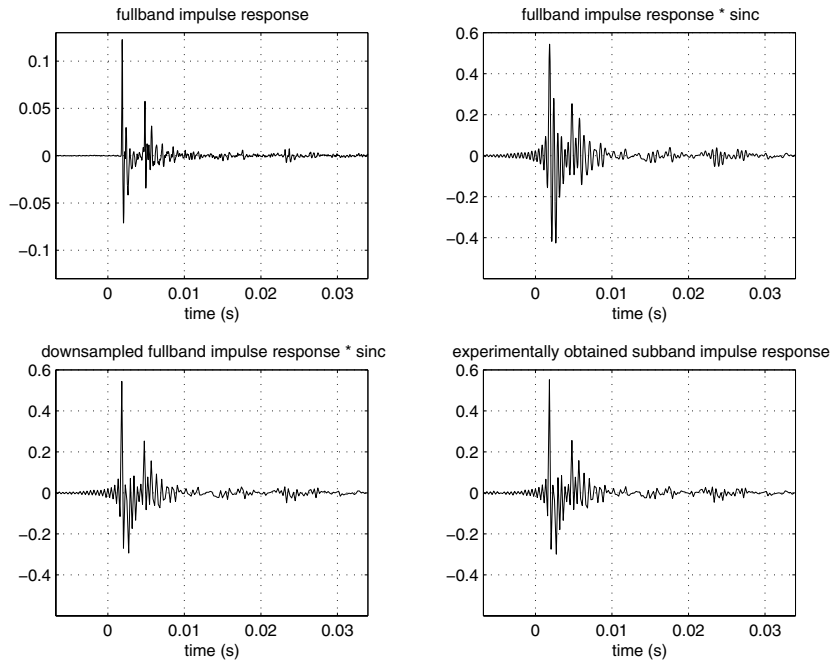 fullband impulse response
0.1
0.05
0
−0.05
−0.1
0 0.01 0.02 0.03
time (s)
fullband impulse response * sinc
0.6
0.4
0.2
0
−0.2
−0.4
0 0.01 0.02 0.03
time (s)
downsampled fullband impulse response * sinc
0.6
0.4
0.2
0
−0.2
−0.4
0 0.01 0.02 0.03
time (s)
experimentally obtained subband impulse response
0.6
0.4
0.2
0
−0.2
−0.4
0 0.01 0.02 0.03
time (s)